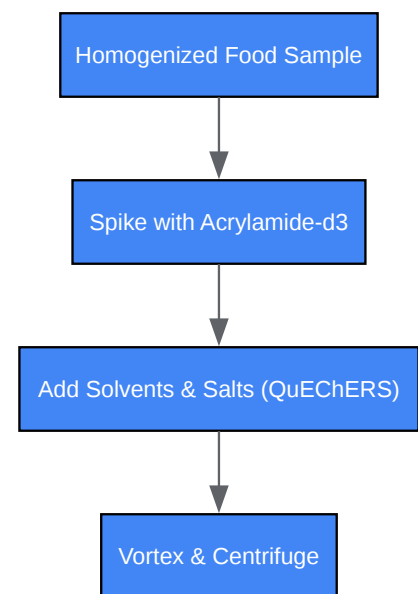 Homogenized Food Sample
Spike with Acrylamide-d3
Add Solvents & Salts (QuEChERS)
Vortex & Centrifuge